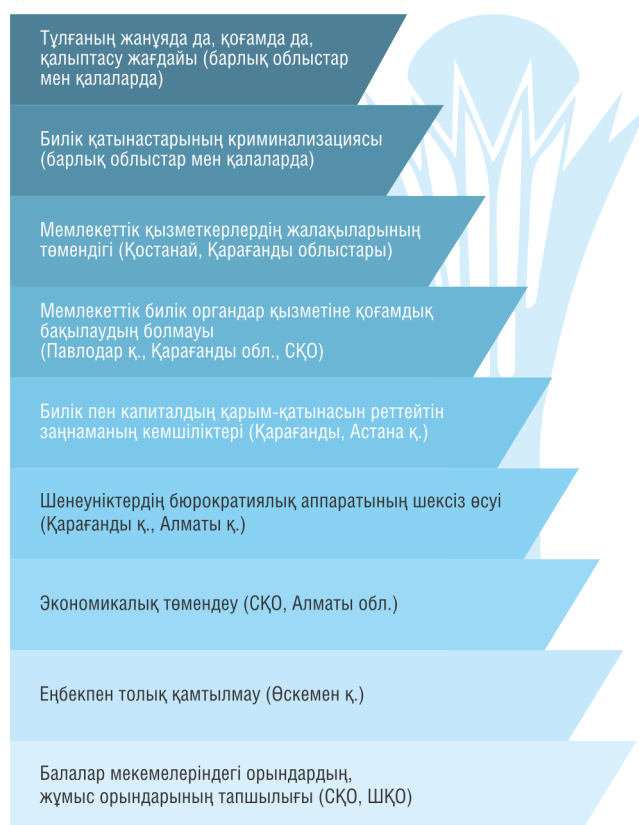 Тұлғаның жанұяда да, қоғамда да,
қалыптасу жағдайы (барлық облыстар
мен қалаларда)
Билік қатынастарының криминализациясы
(барлық облыстар мен қалаларда)
Мемлекеттік қызметкерлердің жалақыларының
төмендігі (Қостанай, Қарағанды облыстары)
Мемлекеттік билік органдар қызметіне қоғамдық
бақылаудың болмауы
(Павлодар қ., Қарағанды обл., СҚО)
Билік пен капиталдың қарым-қатынасын реттейтін
заңнаманың кемшіліктері (Қарағанды, Астана қ.)
Шенеуніктердің бюрократиялық аппаратының шексіз өсуі
(Қарағанды қ., Алматы қ.)
Экономикалық төмендеу (СҚО, Алматы обл.)
Еңбекпен толық қамтылмау (Өскемен қ.)
Балалар мекемелеріндегі орындардың,
жұмыс орындарының тапшылығы (СҚО, ШҚО)